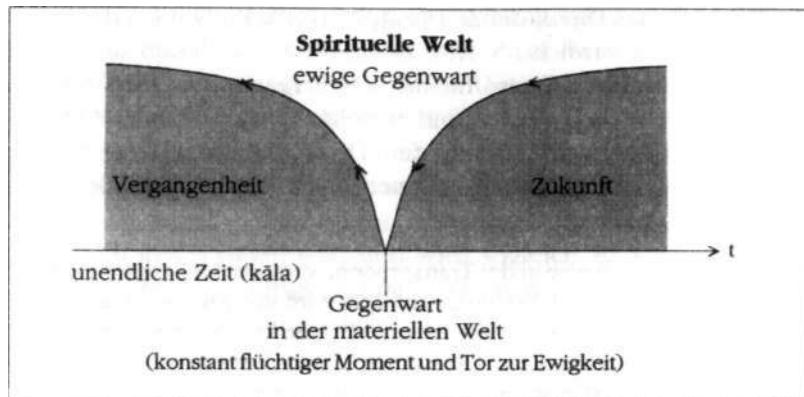 Spirituelle Welt
ewige Gegenwart
Vergangenheit
Zukunft
t
unendliche Zeit (kāla)
Gegenwart
in der materiellen Welt
(konstant flüchtiger Moment und Tor zur Ewigkeit)